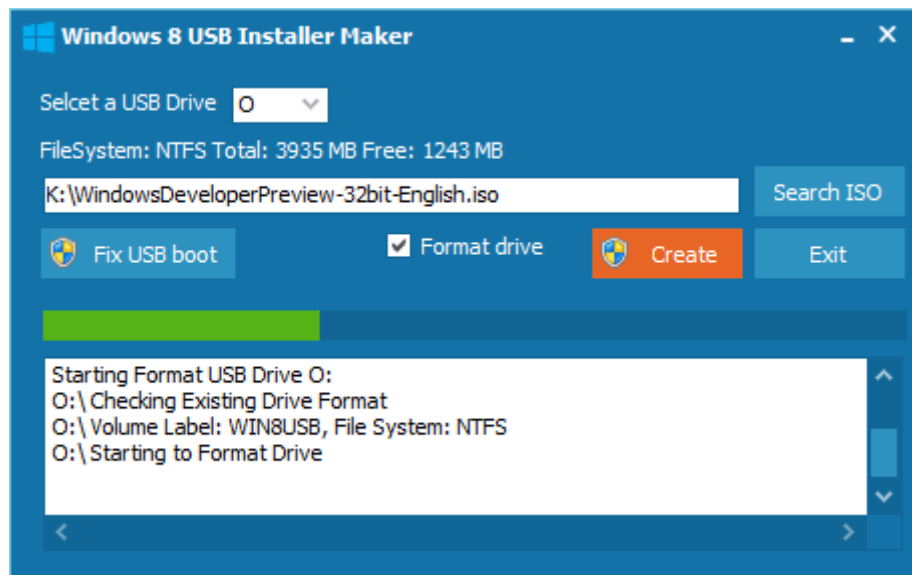 Windows 8 USB Installer Maker
Selcet a USB Drive O
FileSystem: NTFS Total: 3935 MB Free: 1243 MB
K:\WindowsDeveloperPreview-32bit-English.iso Search ISO
Fix USB boot Format drive Create Exit
Starting Format USB Drive O:
O:\ Checking Existing Drive Format
O:\ Volume Label: WIN8USB, File System: NTFS
O:\ Starting to Format Drive